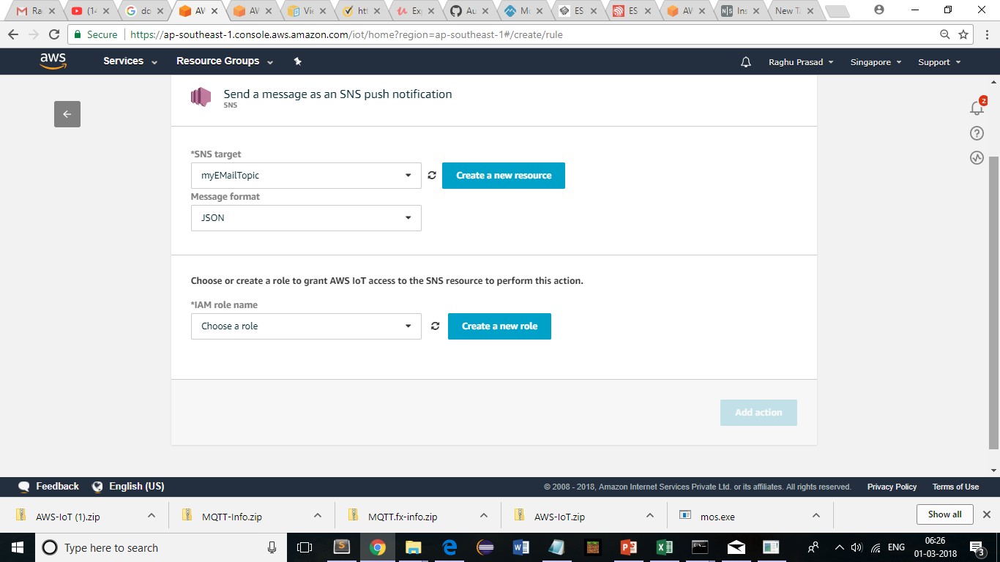 Ra
(14
dc
AV
AV
Vie
htt
Exp
Au
Mc
ES
ES
AV
Ins
New Ta
Secure
https://ap-southeast-1.console.aws.amazon.com/iot/home?region=ap-southeast-1#/create/rule
aws
Services
Resource Groups
Raghu Prasad
Singapore
Support
Send a message as an SNS push notification
SNS
2
*SNS target
myEMailTopic
Create a new resource
Message format
JSON
Choose or create a role to grant AWS IoT access to the SNS resource to perform this action.
*IAM role name
Choose a role
Create a new role
Add action
Feedback
English (US)
© 2008 - 2018, Amazon Internet Services Private Ltd. or its affiliates. All rights reserved.
Privacy Policy
Terms of Use
AWS-IoT (1).zip
MQTT-Info.zip
MQTT.fx-info.zip
AWS-IoT.zip
mos.exe
Show all
Type here to search
ENG
06:26
01-03-2018
3